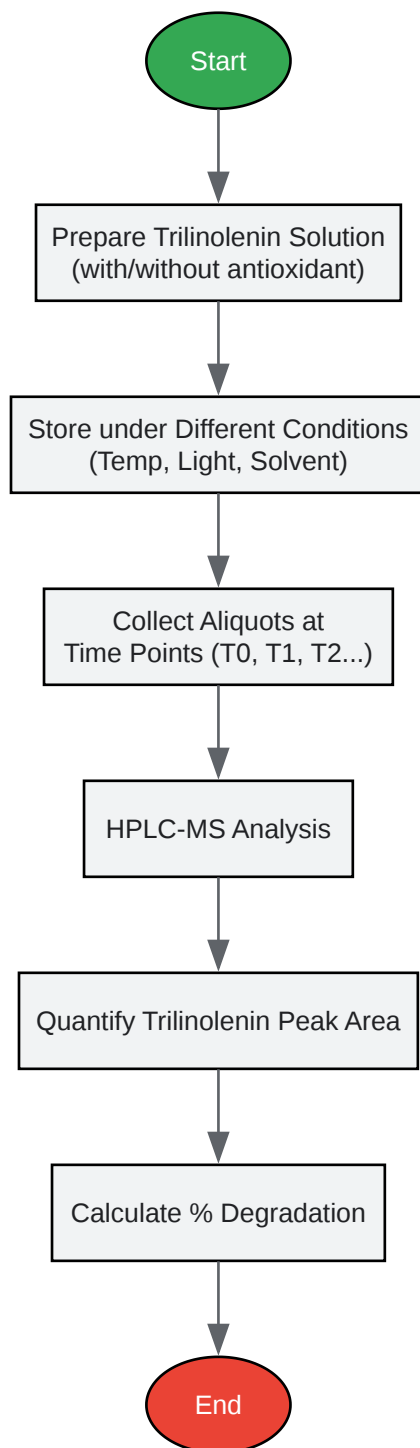 Start
Prepare Trilinolenin Solution
(with/without antioxidant)
Store under Different Conditions
(Temp, Light, Solvent)
Collect Aliquots at
Time Points (T0, T1, T2...)
HPLC-MS Analysis
Quantify Trilinolenin Peak Area
Calculate % Degradation
End